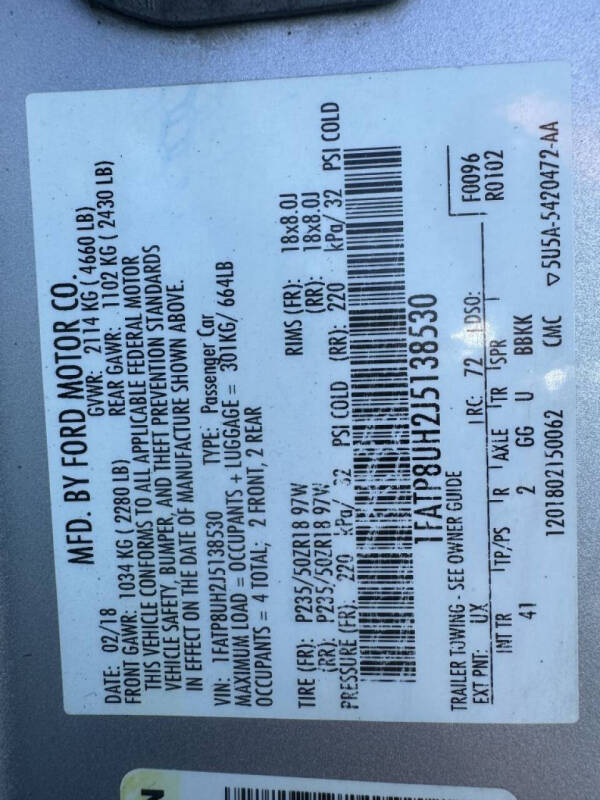 MFD. BY FORD MOTOR CO.
DATE: 02/18 GVWR: 2114 KG ( 4660 LB)
FRONT GAWR: 1034 KG ( 2280 LB) REAR GAWR: 1102 KG ( 2430 LB)
THIS VEHICLE CONFORMS TO ALL APPLICABLE FEDERAL MOTOR
VEHICLE SAFETY, BUMPER, AND THEFT PREVENTION STANDARDS
IN EFFECT ON THE DATE OF MANUFACTURE SHOWN ABOVE.
VIN: 1FATP8UH2J5138530 TYPE: Passenger Car
MAXIMUM LOAD = OCCUPANTS + LUGGAGE = 301KG/ 664LB
OCCUPANTS = 4 TOTAL; 2 FRONT, 2 REAR
TIRE (FR): P235/50ZR18 97W RIMS (FR): 18x8.0J
(RR): P235/50ZR18 97W (RR): 18x8.0J
PRESSURE (FR): 220 kPa/ 32 PSI COLD (RR): 220 kPa/ 32 PSI COLD
1FATP8UH2J5138530
TRAILER TOWING - SEE OWNER GUIDE F0096
EXT PNT: UX RC: 72 DSO: R0102
INT TR TP/PS R AXLE TR SPR
41 2 GG U BBKK
1201802150062 CMC ▽5U5A-5420472-AA
N